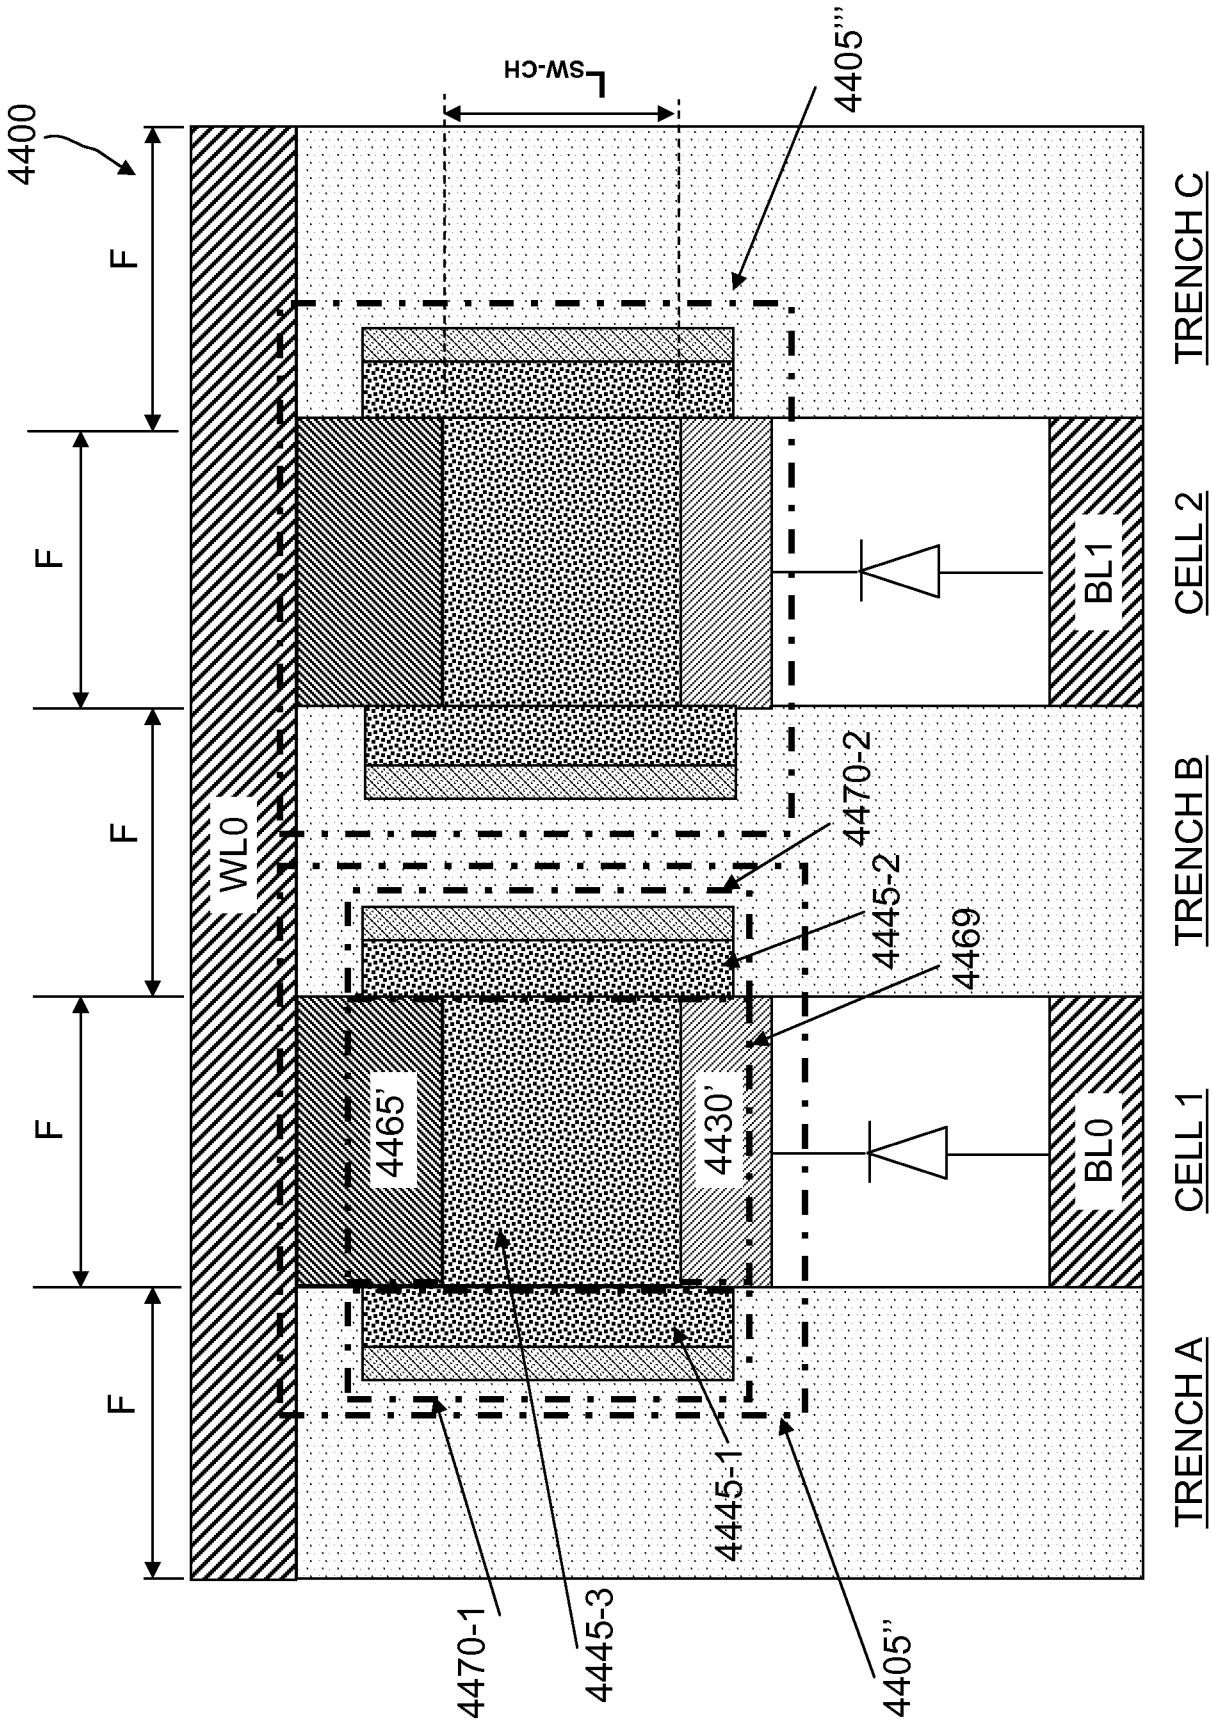 4400
F
F
F
F
F
WL0
4465'
4470-1
L SW-CH
4445-3
4430'
4445-1
4470-2
4405'''
4445-2
4405''
4469
BL0
BL1
TRENCH A
CELL 1
TRENCH B
CELL 2
TRENCH C